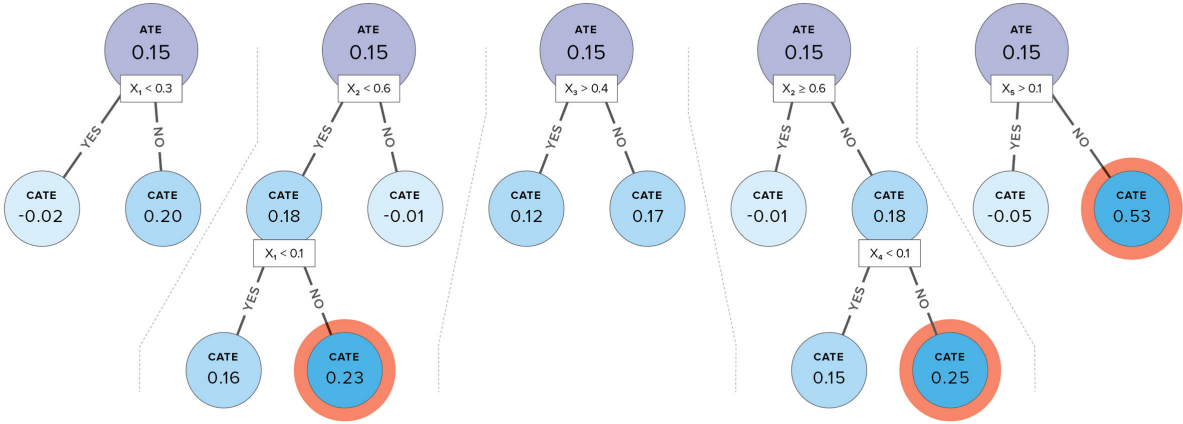 ATE
0.15
X₁ < 0.3
YES
NO
CATE
-0.02
CATE
0.20
ATE
0.15
X₂ < 0.6
YES
NO
CATE
0.18
CATE
-0.01
X₁ < 0.1
YES
NO
CATE
0.16
CATE
0.23
ATE
0.15
X₃ > 0.4
YES
NO
CATE
0.12
CATE
0.17
ATE
0.15
X₂ ≥ 0.6
YES
NO
CATE
-0.01
CATE
0.18
X₄ < 0.1
YES
NO
CATE
0.15
CATE
0.25
ATE
0.15
X₅ > 0.1
YES
NO
CATE
-0.05
CATE
0.53